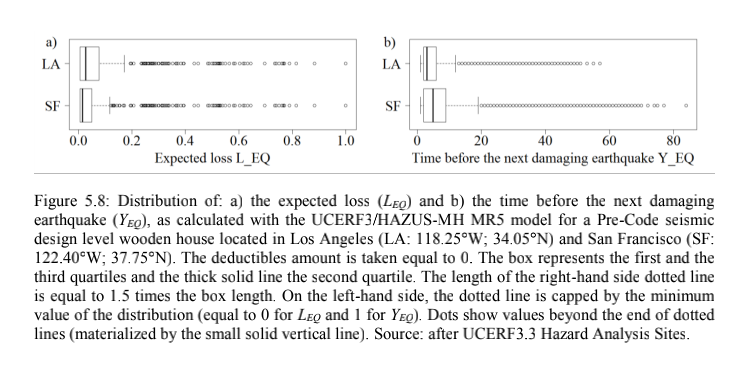 a)
LA
SF
0.0 0.2 0.4 0.6 0.8 1.0
Expected loss L_EQ
b)
LA
SF
0 20 40 60 80
Time before the next damaging earthquake Y_EQ
Figure 5.8: Distribution of: a) the expected loss (LEQ) and b) the time before the next damaging
earthquake (YEQ), as calculated with the UCERF3/HAZUS-MH MR5 model for a Pre-Code seismic
design level wooden house located in Los Angeles (LA: 118.25°W; 34.05°N) and San Francisco (SF:
122.40°W; 37.75°N). The deductibles amount is taken equal to 0. The box represents the first and the
third quartiles and the thick solid line the second quartile. The length of the right-hand side dotted line
is equal to 1.5 times the box length. On the left-hand side, the dotted line is capped by the minimum
value of the distribution (equal to 0 for LEQ and 1 for YEQ). Dots show values beyond the end of dotted
lines (materialized by the small solid vertical line). Source: after UCERF3.3 Hazard Analysis Sites.